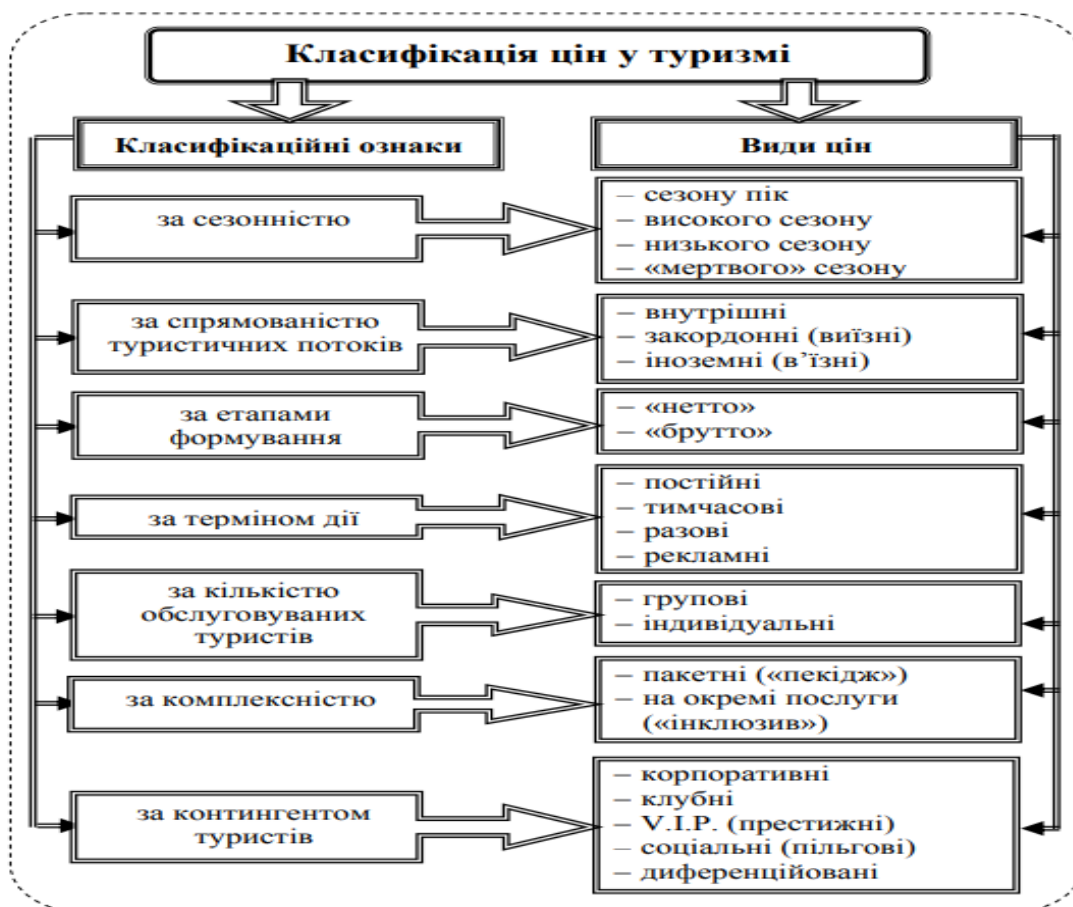 Класифікація цін у туризмі
Класифікаційні ознаки
Види цін
за сезонністю
– сезону пік
– високого сезону
– низького сезону
– «мертвого» сезону
за спрямованістю
туристичних потоків
– внутрішні
– закордонні (виїзні)
– іноземні (в’їзні)
за етапами
формування
– «нетто»
– «брутто»
за терміном дії
– постійні
– тимчасові
– разові
– рекламні
за кількістю
обслуговуваних
туристів
– групові
– індивідуальні
за комплексністю
– пакетні («пекідж»)
– на окремі послуги
(«інклюзив»)
за контингентом
туристів
– корпоративні
– клубні
– V.I.P. (престижні)
– соціальні (пільгові)
– диференційовані